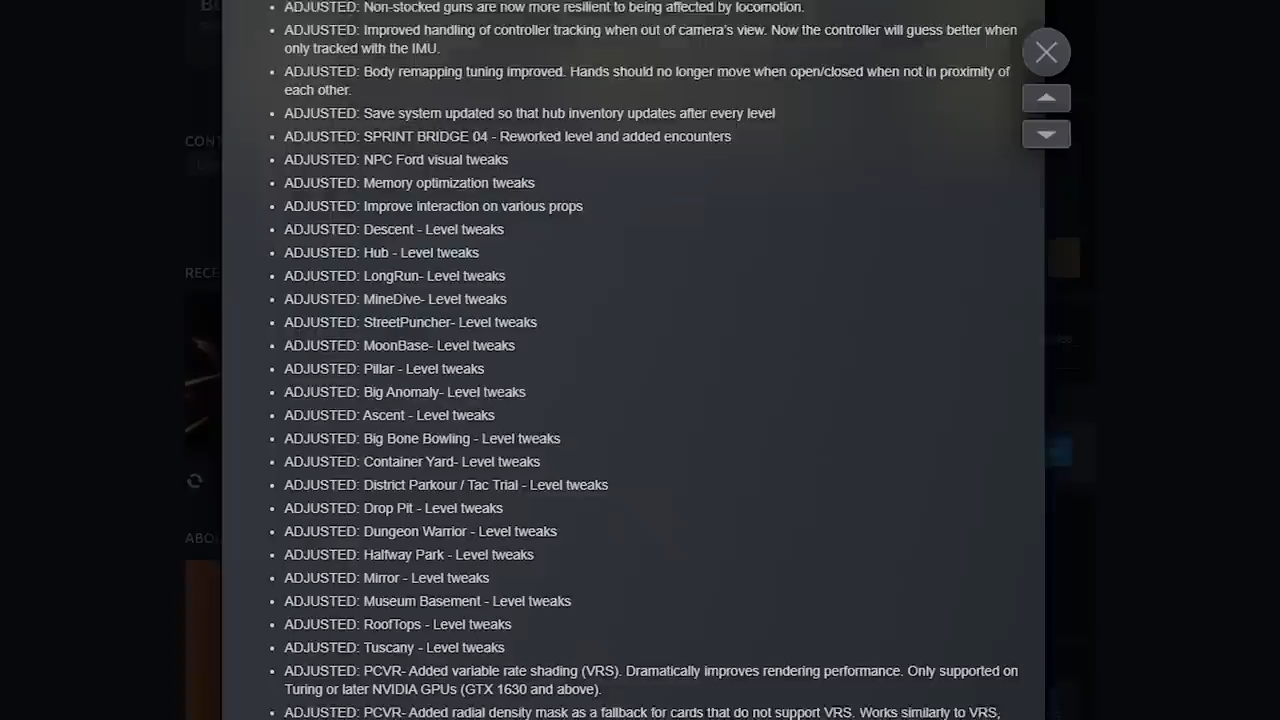 ADJUSTED: Non-stocked guns are now more resilient to being affected by locomotion.
ADJUSTED: Improved handling of controller tracking when out of camera's view. Now the controller will guess better when
only tracked with the IMU.
ADJUSTED: Body remapping tuning improved. Hands should no longer move when open/closed when not in proximity of
each other.
ADJUSTED: Save system updated so that hub inventory updates after every level
ADJUSTED: SPRINT BRIDGE 04 - Reworked level and added encounters
ADJUSTED: NPC Ford visual tweaks
ADJUSTED: Memory optimization tweaks
ADJUSTED: Improve interaction on various props
ADJUSTED: Descent - Level tweaks
ADJUSTED: Hub - Level tweaks
ADJUSTED: LongRun- Level tweaks
ADJUSTED: MineDive- Level tweaks
ADJUSTED: StreetPuncher- Level tweaks
ADJUSTED: MoonBase- Level tweaks
ADJUSTED: Pillar - Level tweaks
ADJUSTED: Big Anomaly- Level tweaks
ADJUSTED: Ascent - Level tweaks
ADJUSTED: Big Bone Bowling - Level tweaks
ADJUSTED: Container Yard- Level tweaks
ADJUSTED: District Parkour / Tac Trial - Level tweaks
ADJUSTED: Drop Pit - Level tweaks
ADJUSTED: Dungeon Warrior - Level tweaks
ADJUSTED: Halfway Park - Level tweaks
ADJUSTED: Mirror - Level tweaks
ADJUSTED: Museum Basement - Level tweaks
ADJUSTED: RoofTops - Level tweaks
ADJUSTED: Tuscany - Level tweaks
ADJUSTED: PCVR- Added variable rate shading (VRS). Dramatically improves rendering performance. Only supported on
Turing or later NVIDIA GPUs (GTX 1630 and above).
ADJUSTED: PCVR- Added radial density mask as a fallback for cards that do not support VRS. Works similarly to VRS,
CONT
RECE
ABO